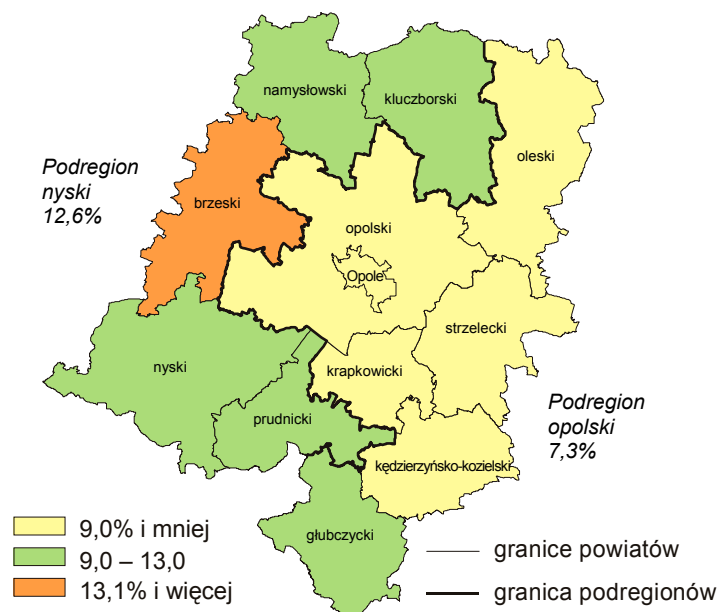 namysłowski
kluczborski
oleski
Podregion
nyski
12,6%
brzeski
opolski
Opole
strzelecki
nyski
krapkowicki
prudnicki
Podregion
opolski
7,3%
kędzierzyńsko-kozielski
głubczycki
9,0% i mniej
9,0 – 13,0
13,1% i więcej
granice powiatów
granica podregionów